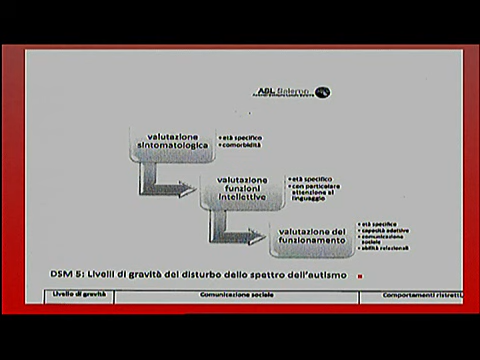 ASL Salerno
valutazione
sintomatologica
• età specifico
• comorbidità
valutazione
funzioni
intellettive
• età specifico
• con particolare
attenzione al
linguaggio
valutazione del
funzionamento
• età specifico
• capacità adattive
• comunicazione
sociale
• abilità relazionali
DSM 5: Livelli di gravità del disturbo dello spettro dell'autismo
Livello di gravità
Comunicazione sociale
Comportamenti ristretti